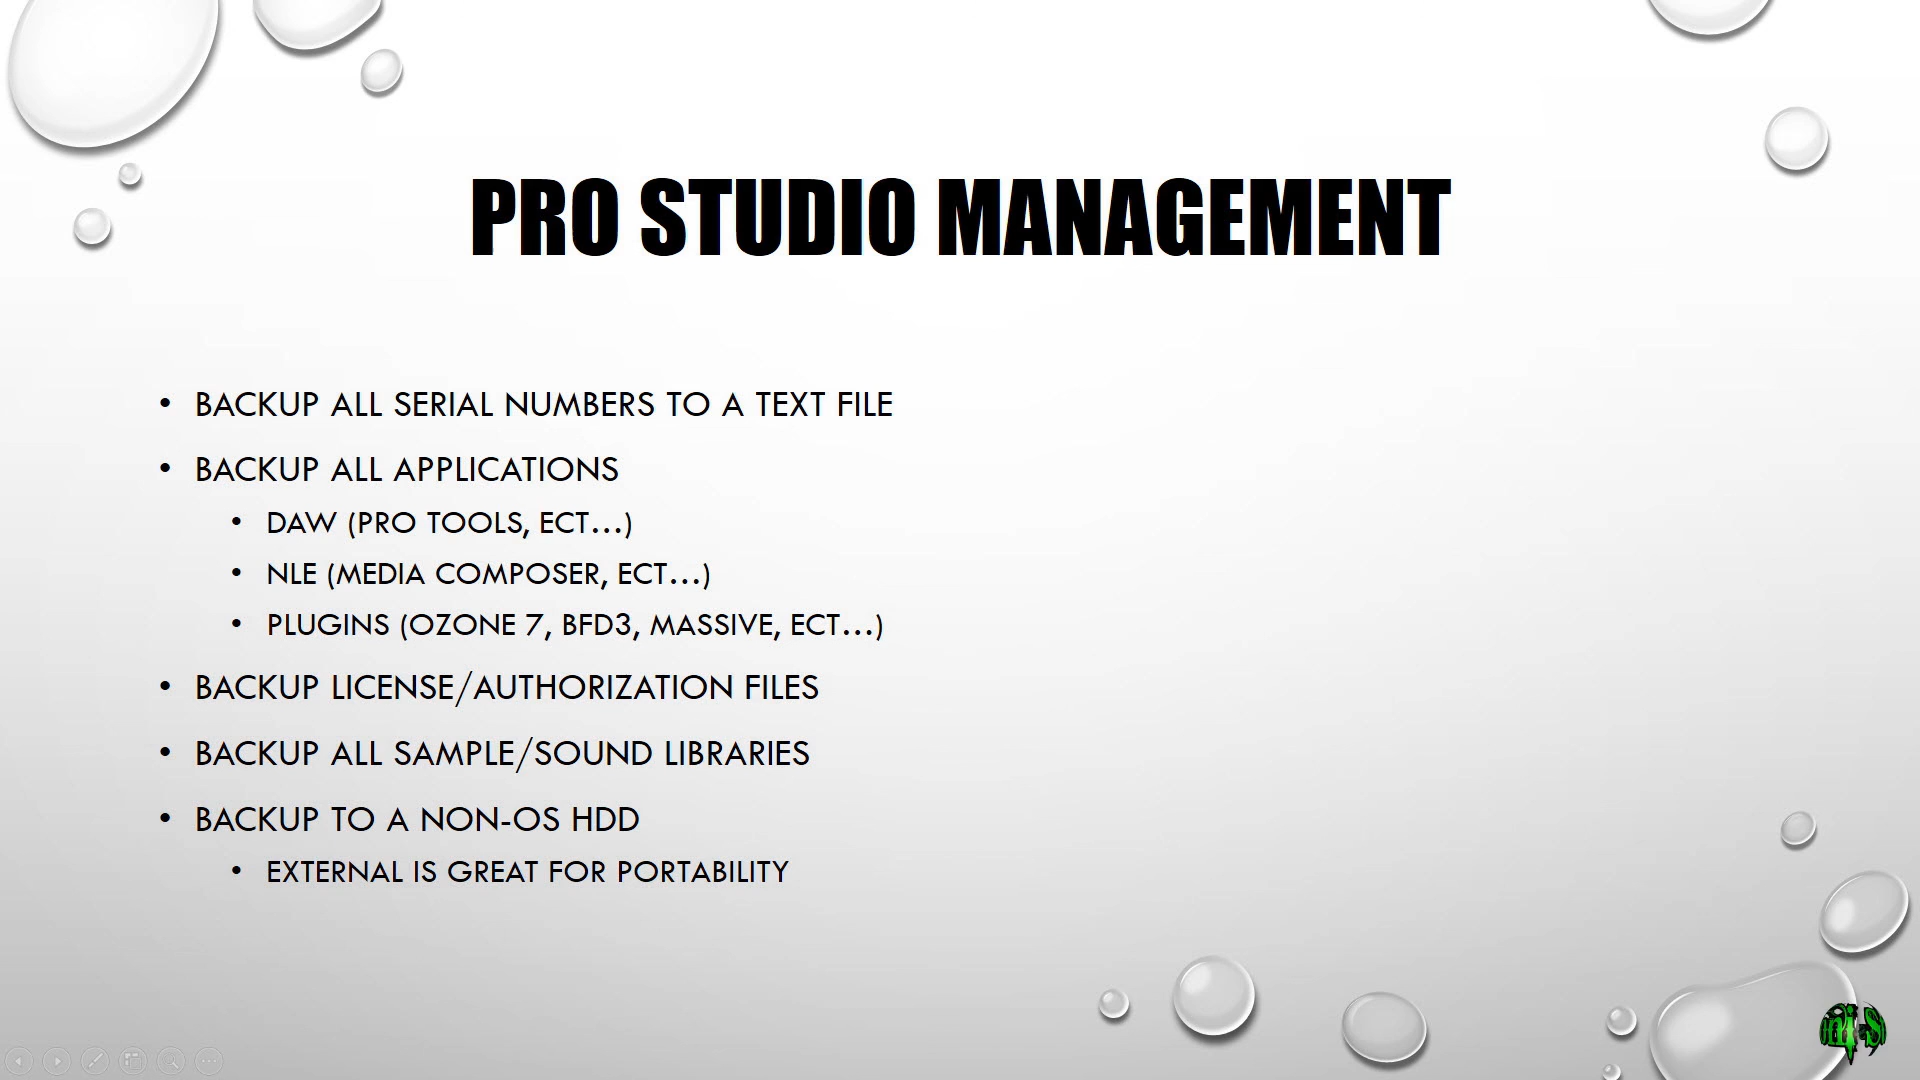 PRO STUDIO MANAGEMENT
• BACKUP ALL SERIAL NUMBERS TO A TEXT FILE
• BACKUP ALL APPLICATIONS
• DAW (PRO TOOLS, ECT…)
• NLE (MEDIA COMPOSER, ECT…)
• PLUGINS (OZONE 7, BFD3, MASSIVE, ECT…)
• BACKUP LICENSE/AUTHORIZATION FILES
• BACKUP ALL SAMPLE/SOUND LIBRARIES
• BACKUP TO A NON-OS HDD
• EXTERNAL IS GREAT FOR PORTABILITY